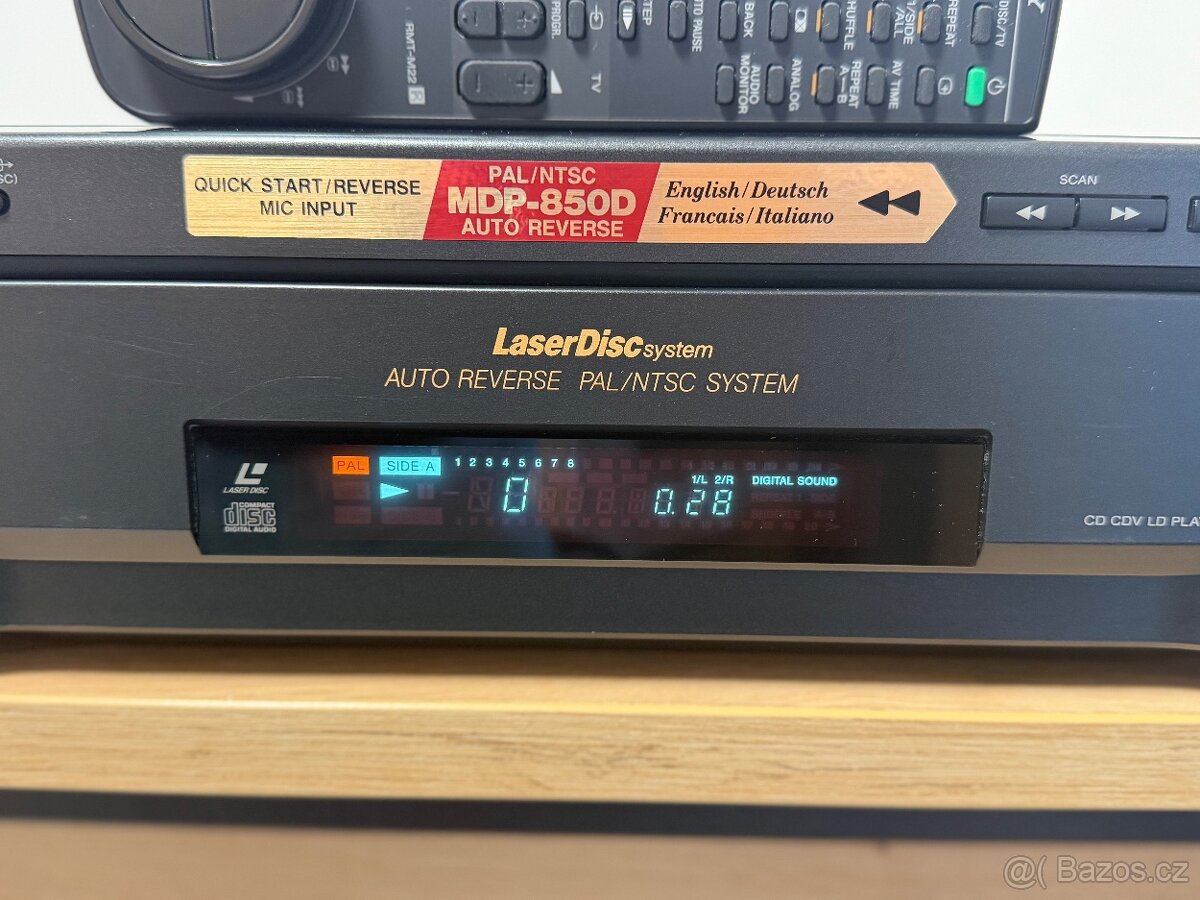 RMT-M22 R
PROGR.
TV
STEP
AUTO PAUSE
BACK
AUDIO MONITOR
ANALOG
SHUFFLE
REPEAT A–B
1/SIDE/ALL
AV TIME
REPEAT
DISC/TV
QUICK START/REVERSE
MIC INPUT
PAL/NTSC
MDP-850D
AUTO REVERSE
English/Deutsch
Francais/Italiano
SCAN
LaserDisc system
AUTO REVERSE PAL/NTSC SYSTEM
LASER DISC
COMPACT
disc
DIGITAL AUDIO
PAL
SIDE A
1 2 3 4 5 6 7 8
0
1/L 2/R
0.28
DIGITAL SOUND
CD CDV LD
@( Bazos.cz